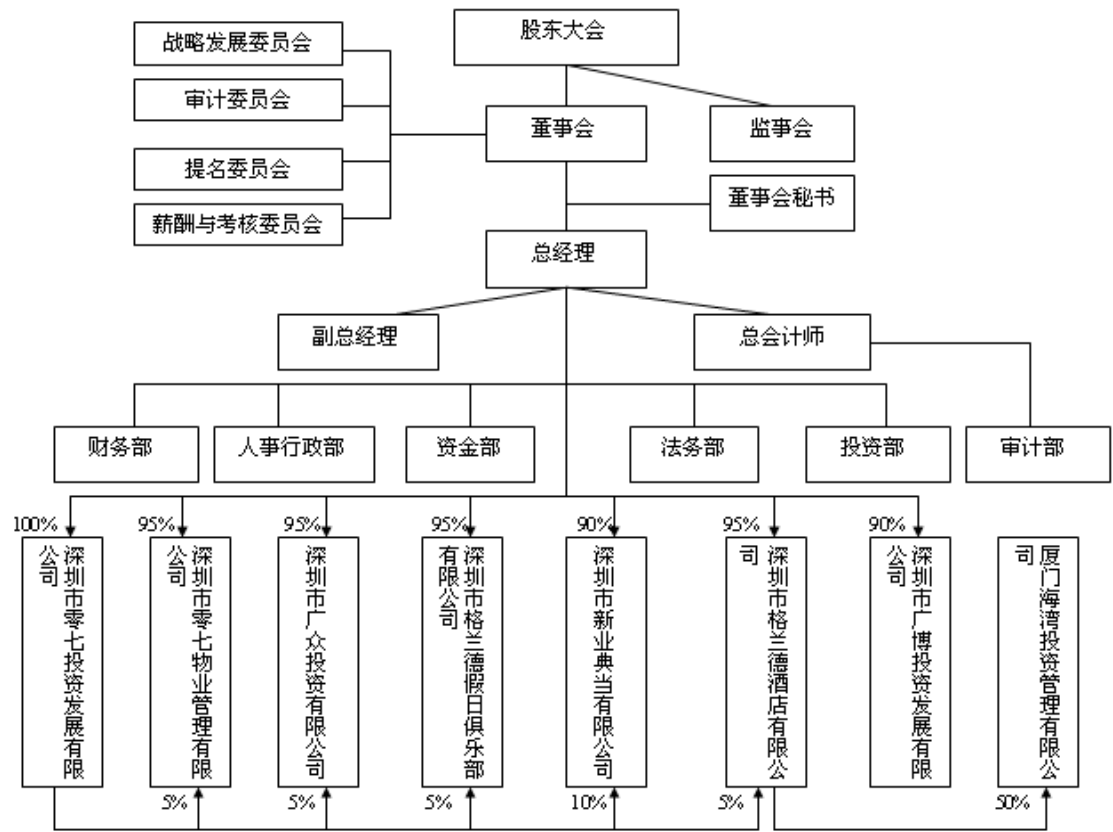 股东大会
战略发展委员会
审计委员会
董事会
监事会
提名委员会
董事会秘书
薪酬与考核委员会
总经理
副总经理
总会计师
财务部
人事行政部
资金部
法务部
投资部
审计部
100%
95%
95%
95%
90%
95%
90%
深圳市零七投资发展有限
公司
深圳市零七物业管理有限
公司
深圳市广众投资有限公司
深圳市格兰德假日俱乐部
有限公司
深圳市新业典当有限公司
深圳市格兰德酒店有限公
司
深圳市广博投资发展有限
公司
厦门海湾投资管理有限公
司
5%
5%
5%
10%
5%
50%